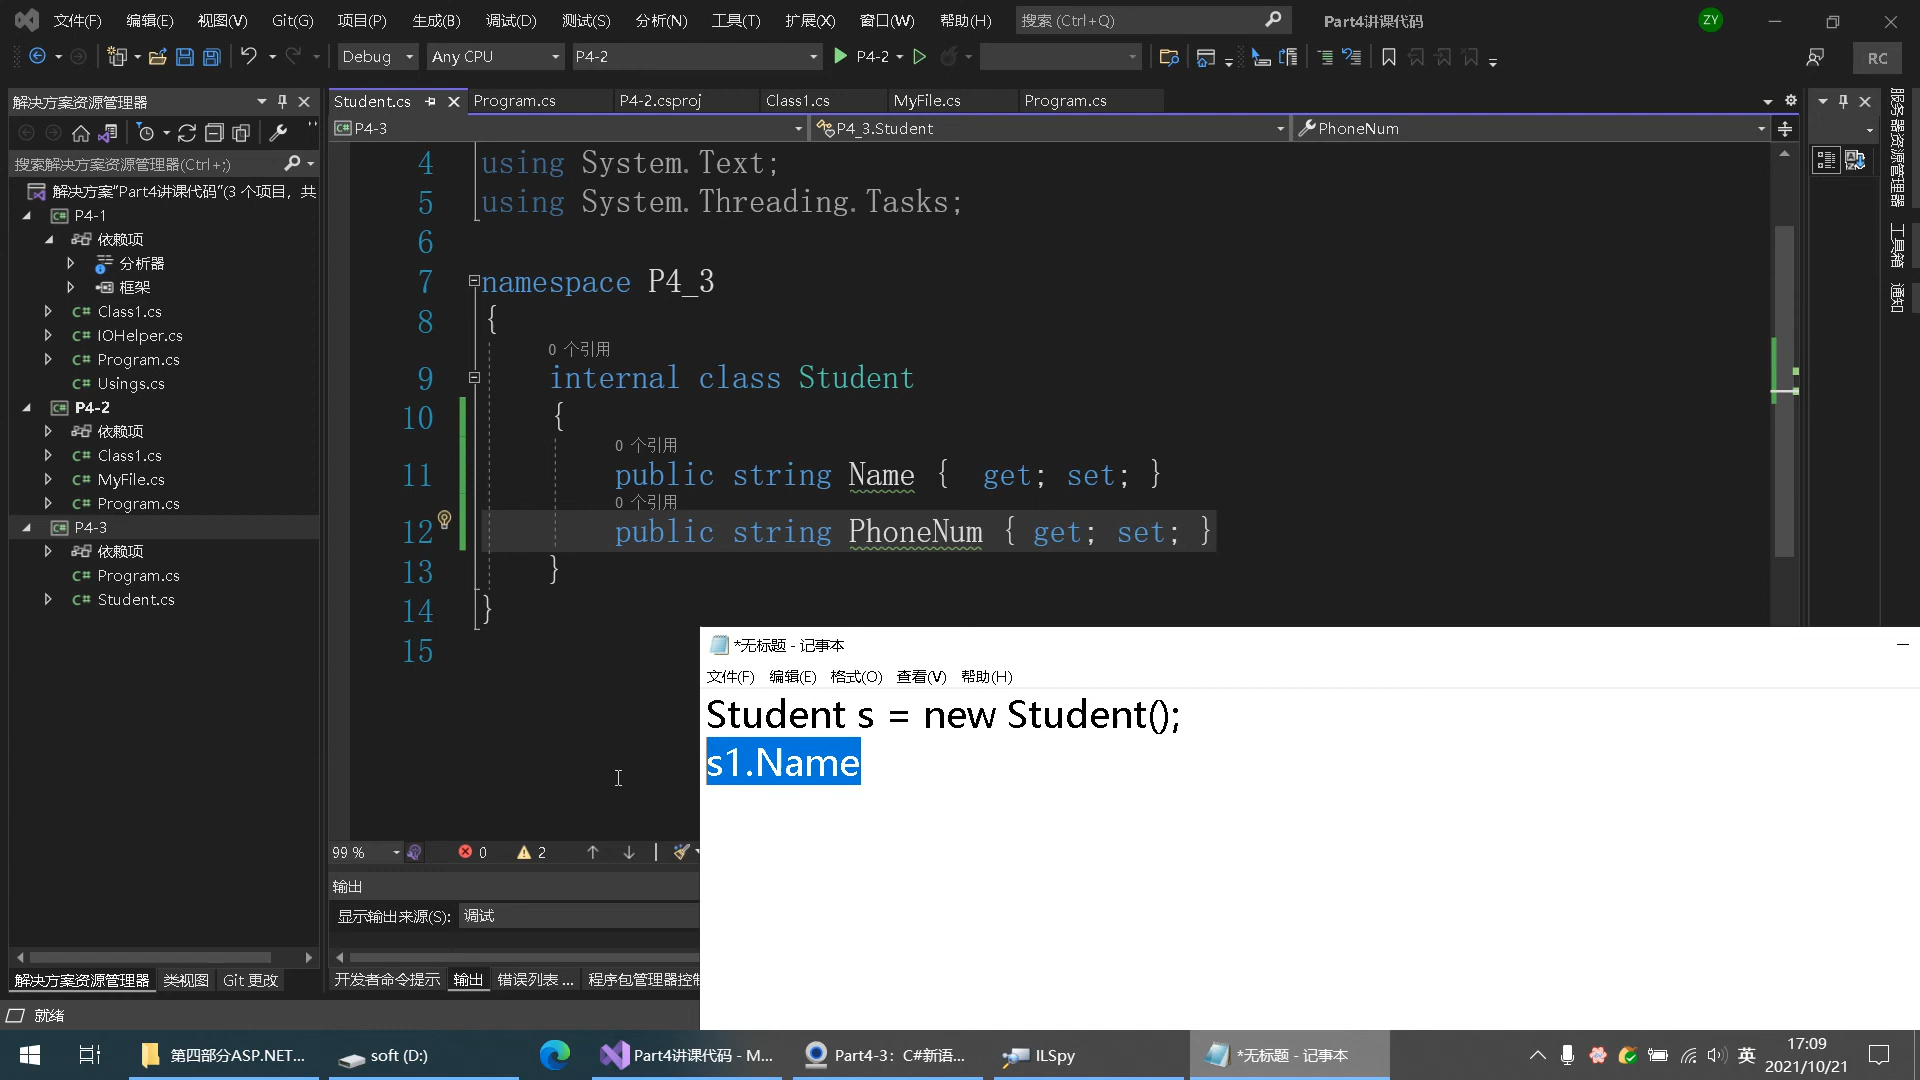 文件(F) 编辑(E) 视图(V) Git(G) 项目(P) 生成(B) 调试(D) 测试(S) 分析(N) 工具(T) 扩展(X) 窗口(W) 帮助(H) 搜索 (Ctrl+Q) Part4讲课代码 ZY
Debug Any CPU P4-2 P4-2 RC
解决方案资源管理器
Student.cs Program.cs P4-2.csproj Class1.cs MyFile.cs Program.cs
P4-3 P4_3.Student PhoneNum
搜索解决方案资源管理器(Ctrl+;)
解决方案"Part4讲课代码"(3 个项目, 共
P4-1
依赖项
分析器
框架
Class1.cs
IOHelper.cs
Program.cs
Usings.cs
P4-2
依赖项
Class1.cs
MyFile.cs
Program.cs
P4-3
依赖项
Program.cs
Student.cs
解决方案资源管理器 类视图 Git 更改
4 using System.Text;
5 using System.Threading.Tasks;
6
7 namespace P4_3
8 {
0 个引用
9 internal class Student
10 {
0 个引用
11 public string Name {  get; set; }
0 个引用
12 public string PhoneNum { get; set; }
13 }
14 }
15
服务器资源管理器
工具箱
通知
99 % 0 2
输出
显示输出来源(S): 调试
开发者命令提示 输出 错误列表 ... 程序包管理器控制
就绪
*无标题 - 记事本
文件(F) 编辑(E) 格式(O) 查看(V) 帮助(H)
Student s = new Student();
s1.Name
第四部分ASP.NET... soft (D:) Part4讲课代码 - M... Part4-3：C#新语... ILSpy *无标题 - 记事本 英 17:09
2021/10/21